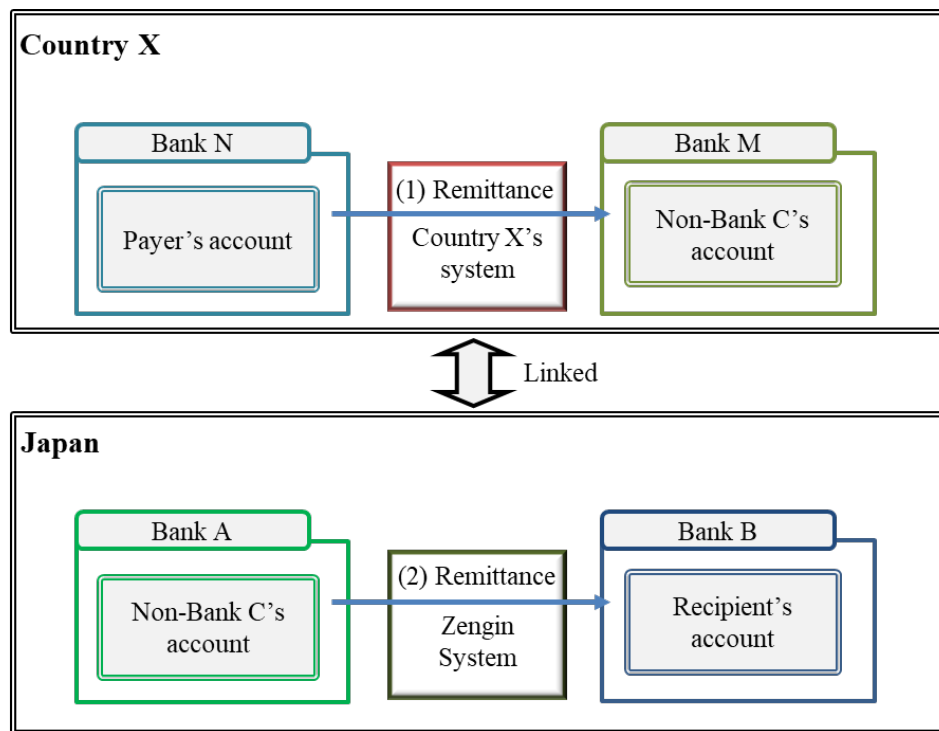 Country X
Bank N
Bank M
Payer’s account
(1) Remittance
Country X’s
system
Non-Bank C’s
account
Linked
Japan
Bank A
Bank B
Non-Bank C’s
account
(2) Remittance
Zengin
System
Recipient’s
account